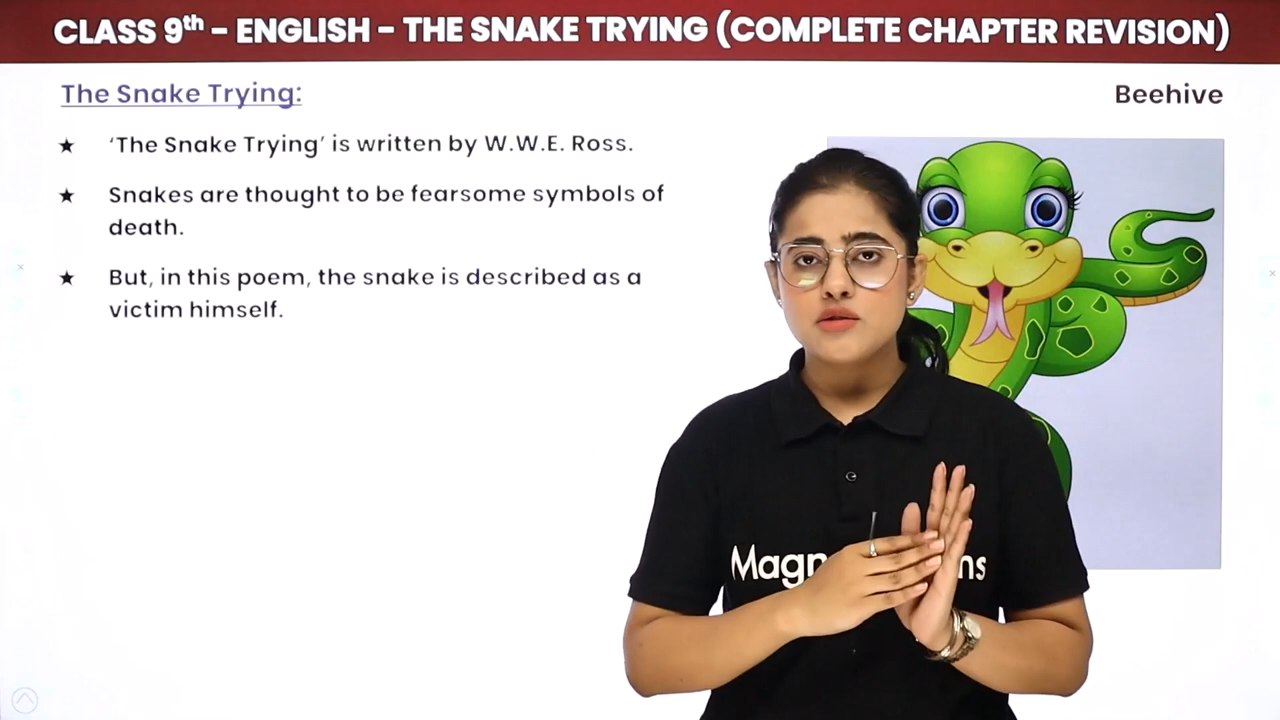 CLASS 9th – ENGLISH – THE SNAKE TRYING (COMPLETE CHAPTER REVISION)
The Snake Trying:
Beehive
★ ‘The Snake Trying’ is written by W.W.E. Ross.
★ Snakes are thought to be fearsome symbols of
death.
★ But, in this poem, the snake is described as a
victim himself.